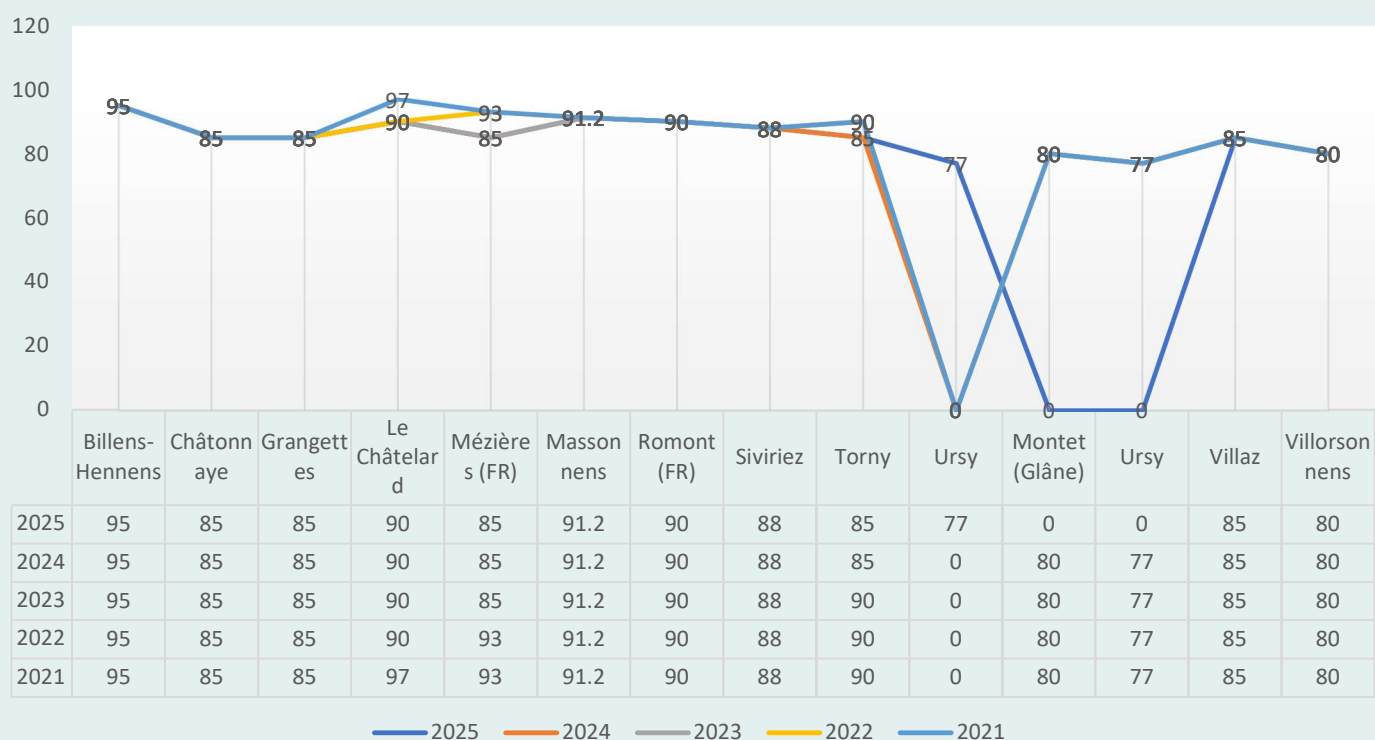 120
100
80
60
40
20
0
95 85 85 97 90 93 85 91.2 90 88 90 85 77 0 80 0 77 0 85 80
Billens-Hennens Châtonnaye Grangettes Le Châtelard Mézières (FR) Massonnens Romont (FR) Siviriez Torny Ursy Montet (Glâne) Ursy Villaz Villorsonnens
2025 95 85 85 90 85 91.2 90 88 85 77 0 0 85 80
2024 95 85 85 90 85 91.2 90 88 85 0 80 77 85 80
2023 95 85 85 90 85 91.2 90 88 90 0 80 77 85 80
2022 95 85 85 90 93 91.2 90 88 90 0 80 77 85 80
2021 95 85 85 97 93 91.2 90 88 90 0 80 77 85 80
2025 2024 2023 2022 2021